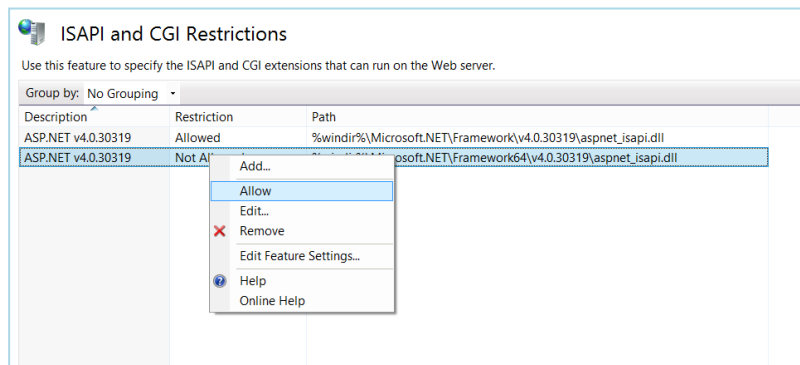 ISAPI and CGI Restrictions
Use this feature to specify the ISAPI and CGI extensions that can run on the Web server.
Group by: No Grouping
Description Restriction Path
ASP.NET v4.0.30319 Allowed %windir%\Microsoft.NET\Framework\v4.0.30319\aspnet_isapi.dll
ASP.NET v4.0.30319 Not Microsoft.NET\Framework64\v4.0.30319\aspnet_isapi.dll
Add...
Allow
Edit...
Remove
Edit Feature Settings...
Help
Online Help